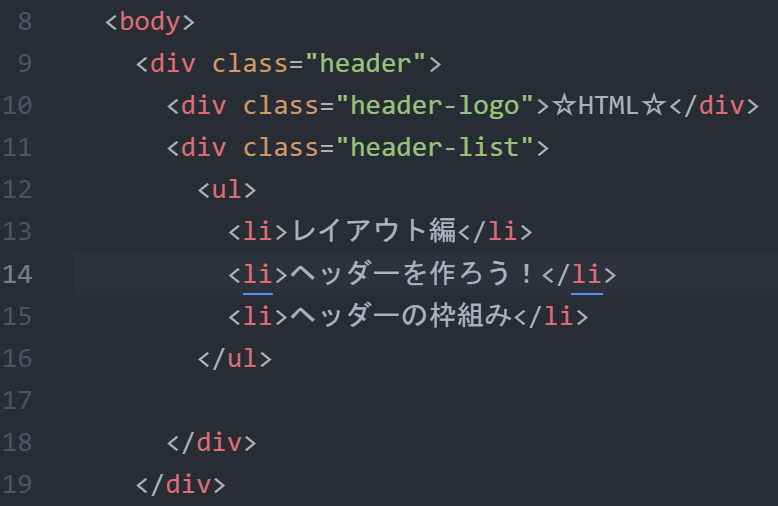 8 <body>
9 <div class="header">
10 <div class="header-logo">☆HTML☆</div>
11 <div class="header-list">
12 <ul>
13 <li>レイアウト編</li>
14 <li>ヘッダーを作ろう！</li>
15 <li>ヘッダーの枠組み</li>
16 </ul>
17
18 </div>
19 </div>